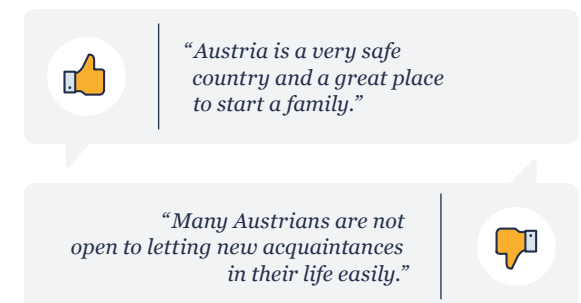 “Austria is a very safe
country and a great place
to start a family.”
“Many Austrians are not
open to letting new acquaintances
in their life easily.”